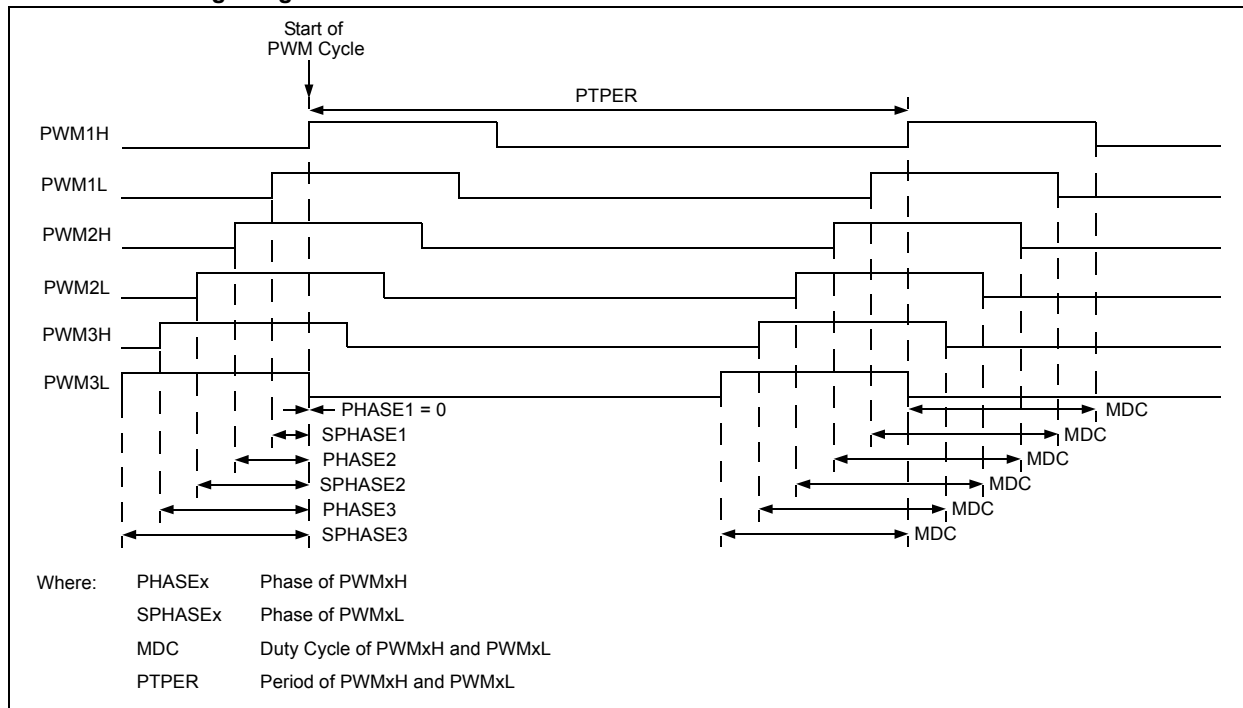 Start of
PWM Cycle
PTPER
PWM1H
PWM1L
PWM2H
PWM2L
PWM3H
PWM3L
PHASE1 = 0 MDC
SPHASE1 MDC
PHASE2 MDC
SPHASE2 MDC
PHASE3 MDC
SPHASE3 MDC
Where: PHASEx Phase of PWMxH
SPHASEx Phase of PWMxL
MDC Duty Cycle of PWMxH and PWMxL
PTPER Period of PWMxH and PWMxL